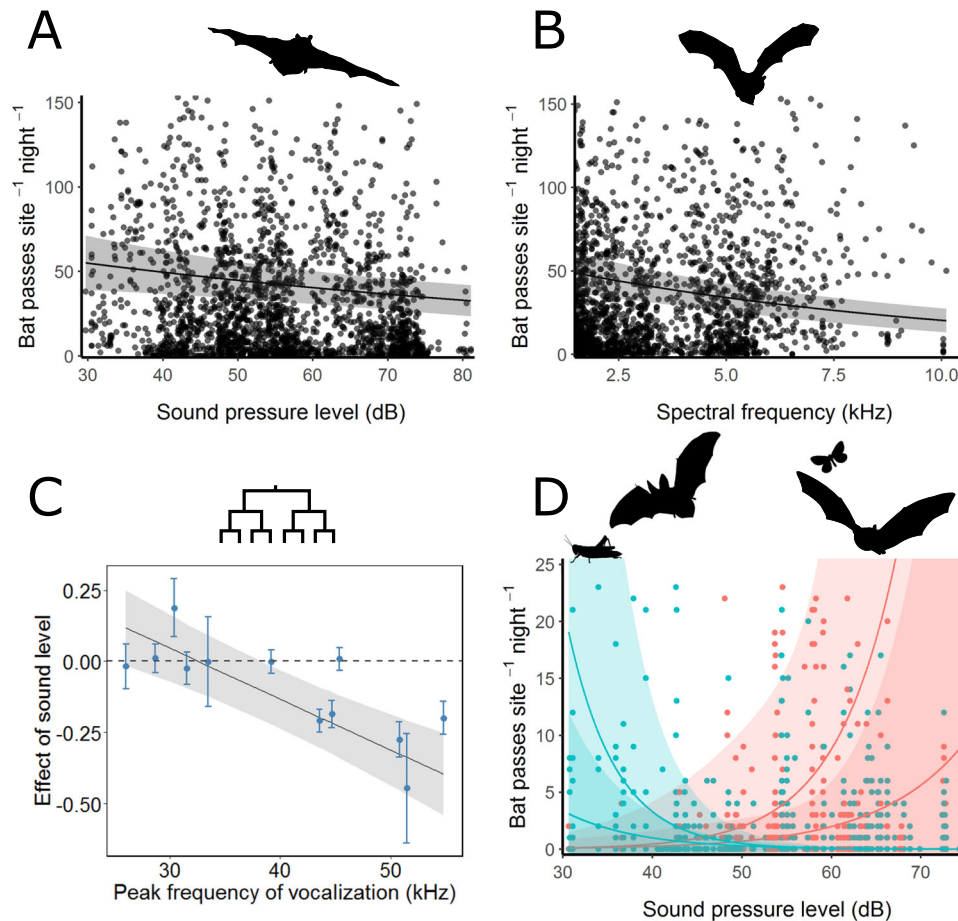 A
B
Bat passes site ⁻¹ night ⁻¹
150
100
50
0
30 40 50 60 70 80
Sound pressure level (dB)
Bat passes site ⁻¹ night ⁻¹
150
100
50
0
2.5 5.0 7.5 10.0
Spectral frequency (kHz)
C
D
Effect of sound level
0.25
0.00
-0.25
-0.50
30 40 50
Peak frequency of vocalization (kHz)
Bat passes site ⁻¹ night ⁻¹
25
20
15
10
5
0
30 40 50 60 70
Sound pressure level (dB)